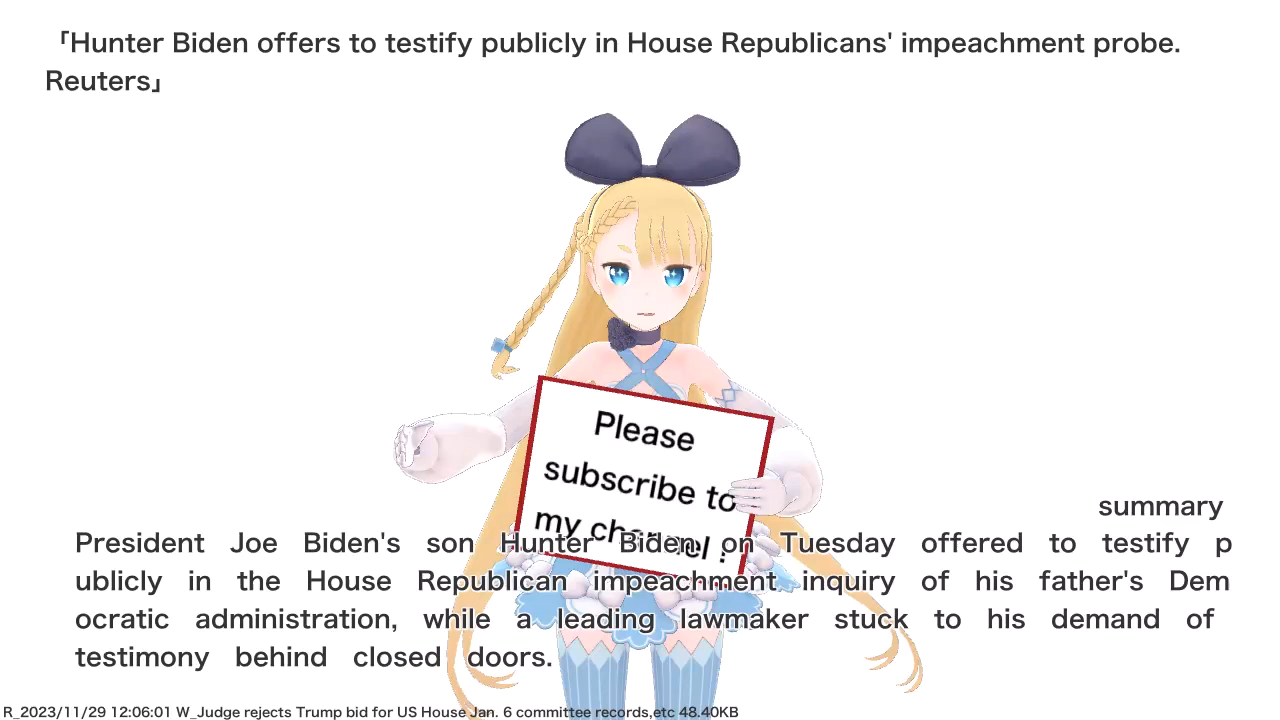 「Hunter Biden offers to testify publicly in House Republicans' impeachment probe.
Reuters」
Please
subscribe to
my channel !
summary
President Joe Biden's son Hunter Biden on Tuesday offered to testify p
ublicly in the House Republican impeachment inquiry of his father's Dem
ocratic administration, while a leading lawmaker stuck to his demand of
testimony behind closed doors.
R_2023/11/29 12:06:01 W_Judge rejects Trump bid for US House Jan. 6 committee records,etc 48.40KB